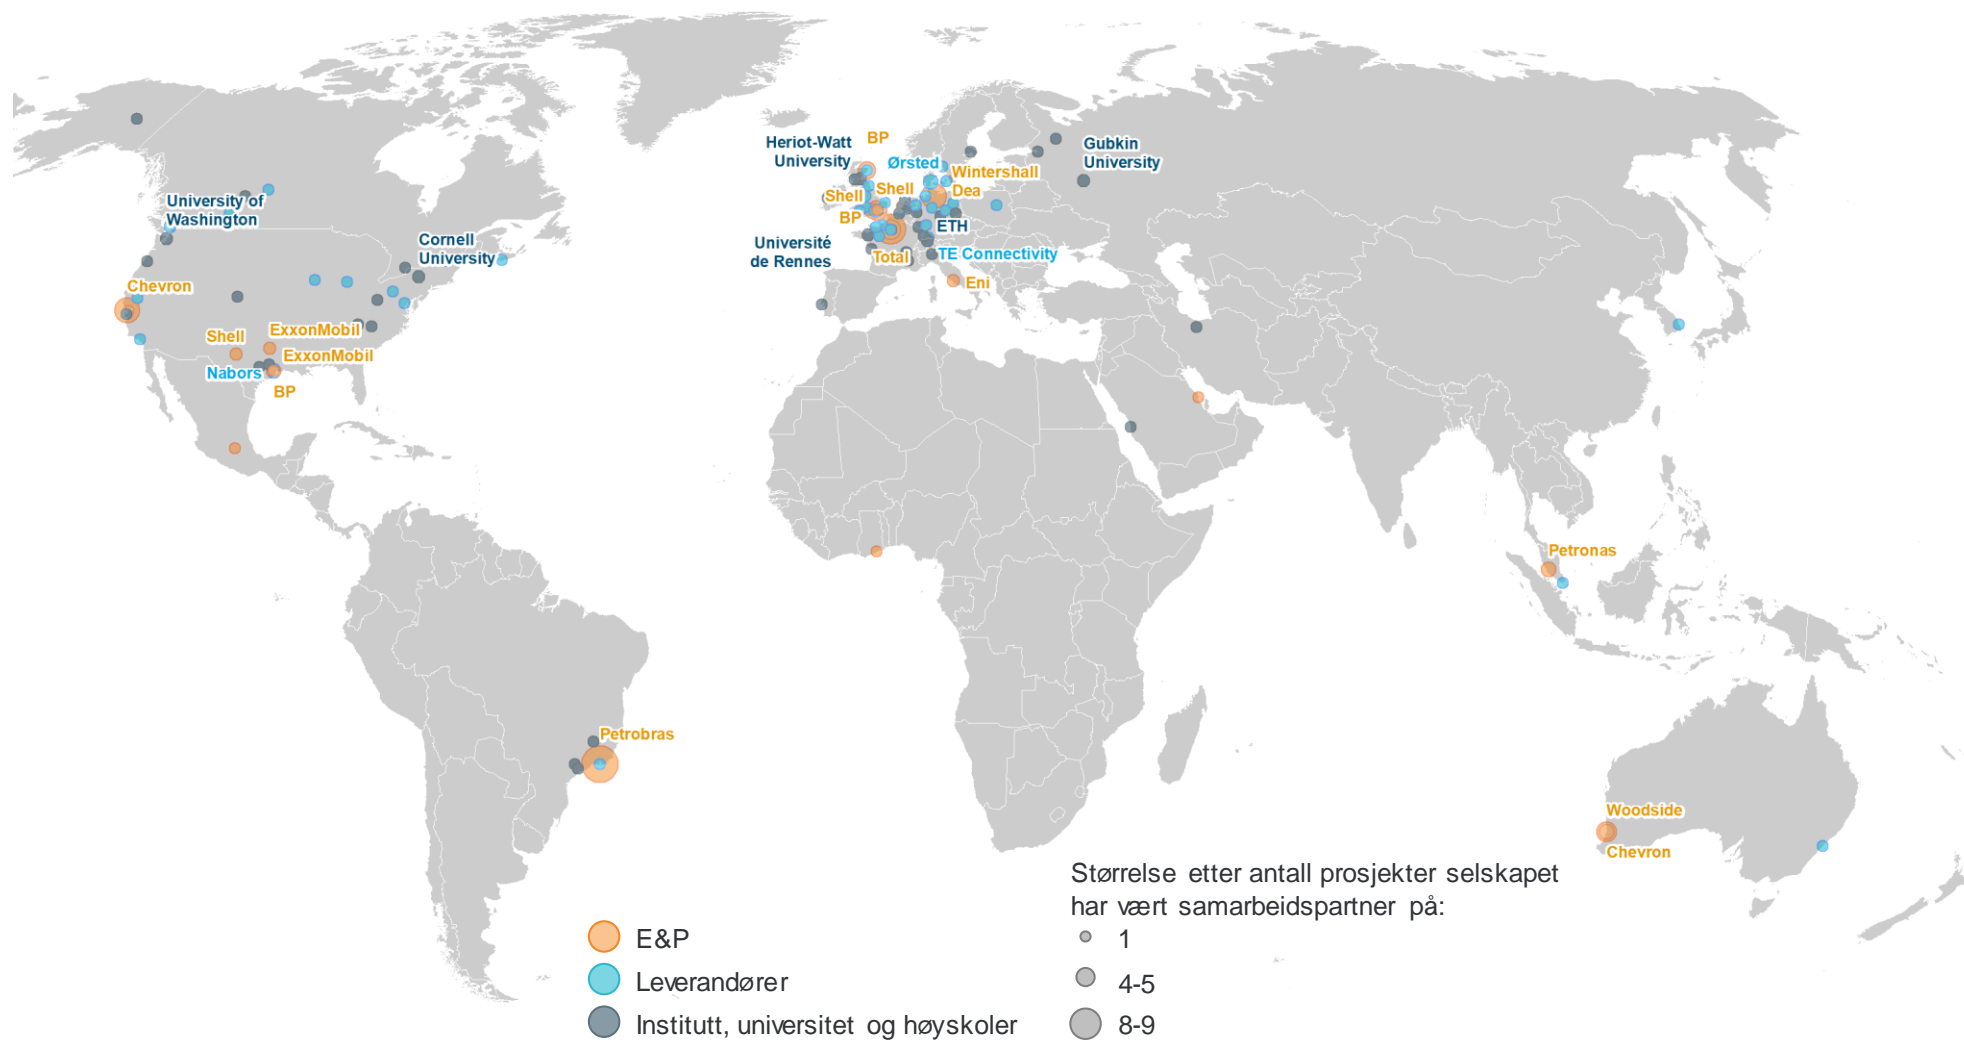 Heriot-Watt
University
BP
Ørsted
Gubkin
University
Wintershall
Dea
Shell
Shell
BP
University of
Washington
Cornell
University
Université
de Rennes
ETH
Total
TE Connectivity
Eni
Chevron
Shell
ExxonMobil
ExxonMobil
Nabors
BP
Petronas
Petrobras
Woodside
Chevron
Størrelse etter antall prosjekter selskapet
har vært samarbeidspartner på:
E&P
1
Leverandører
4-5
Institutt, universitet og høyskoler
8-9